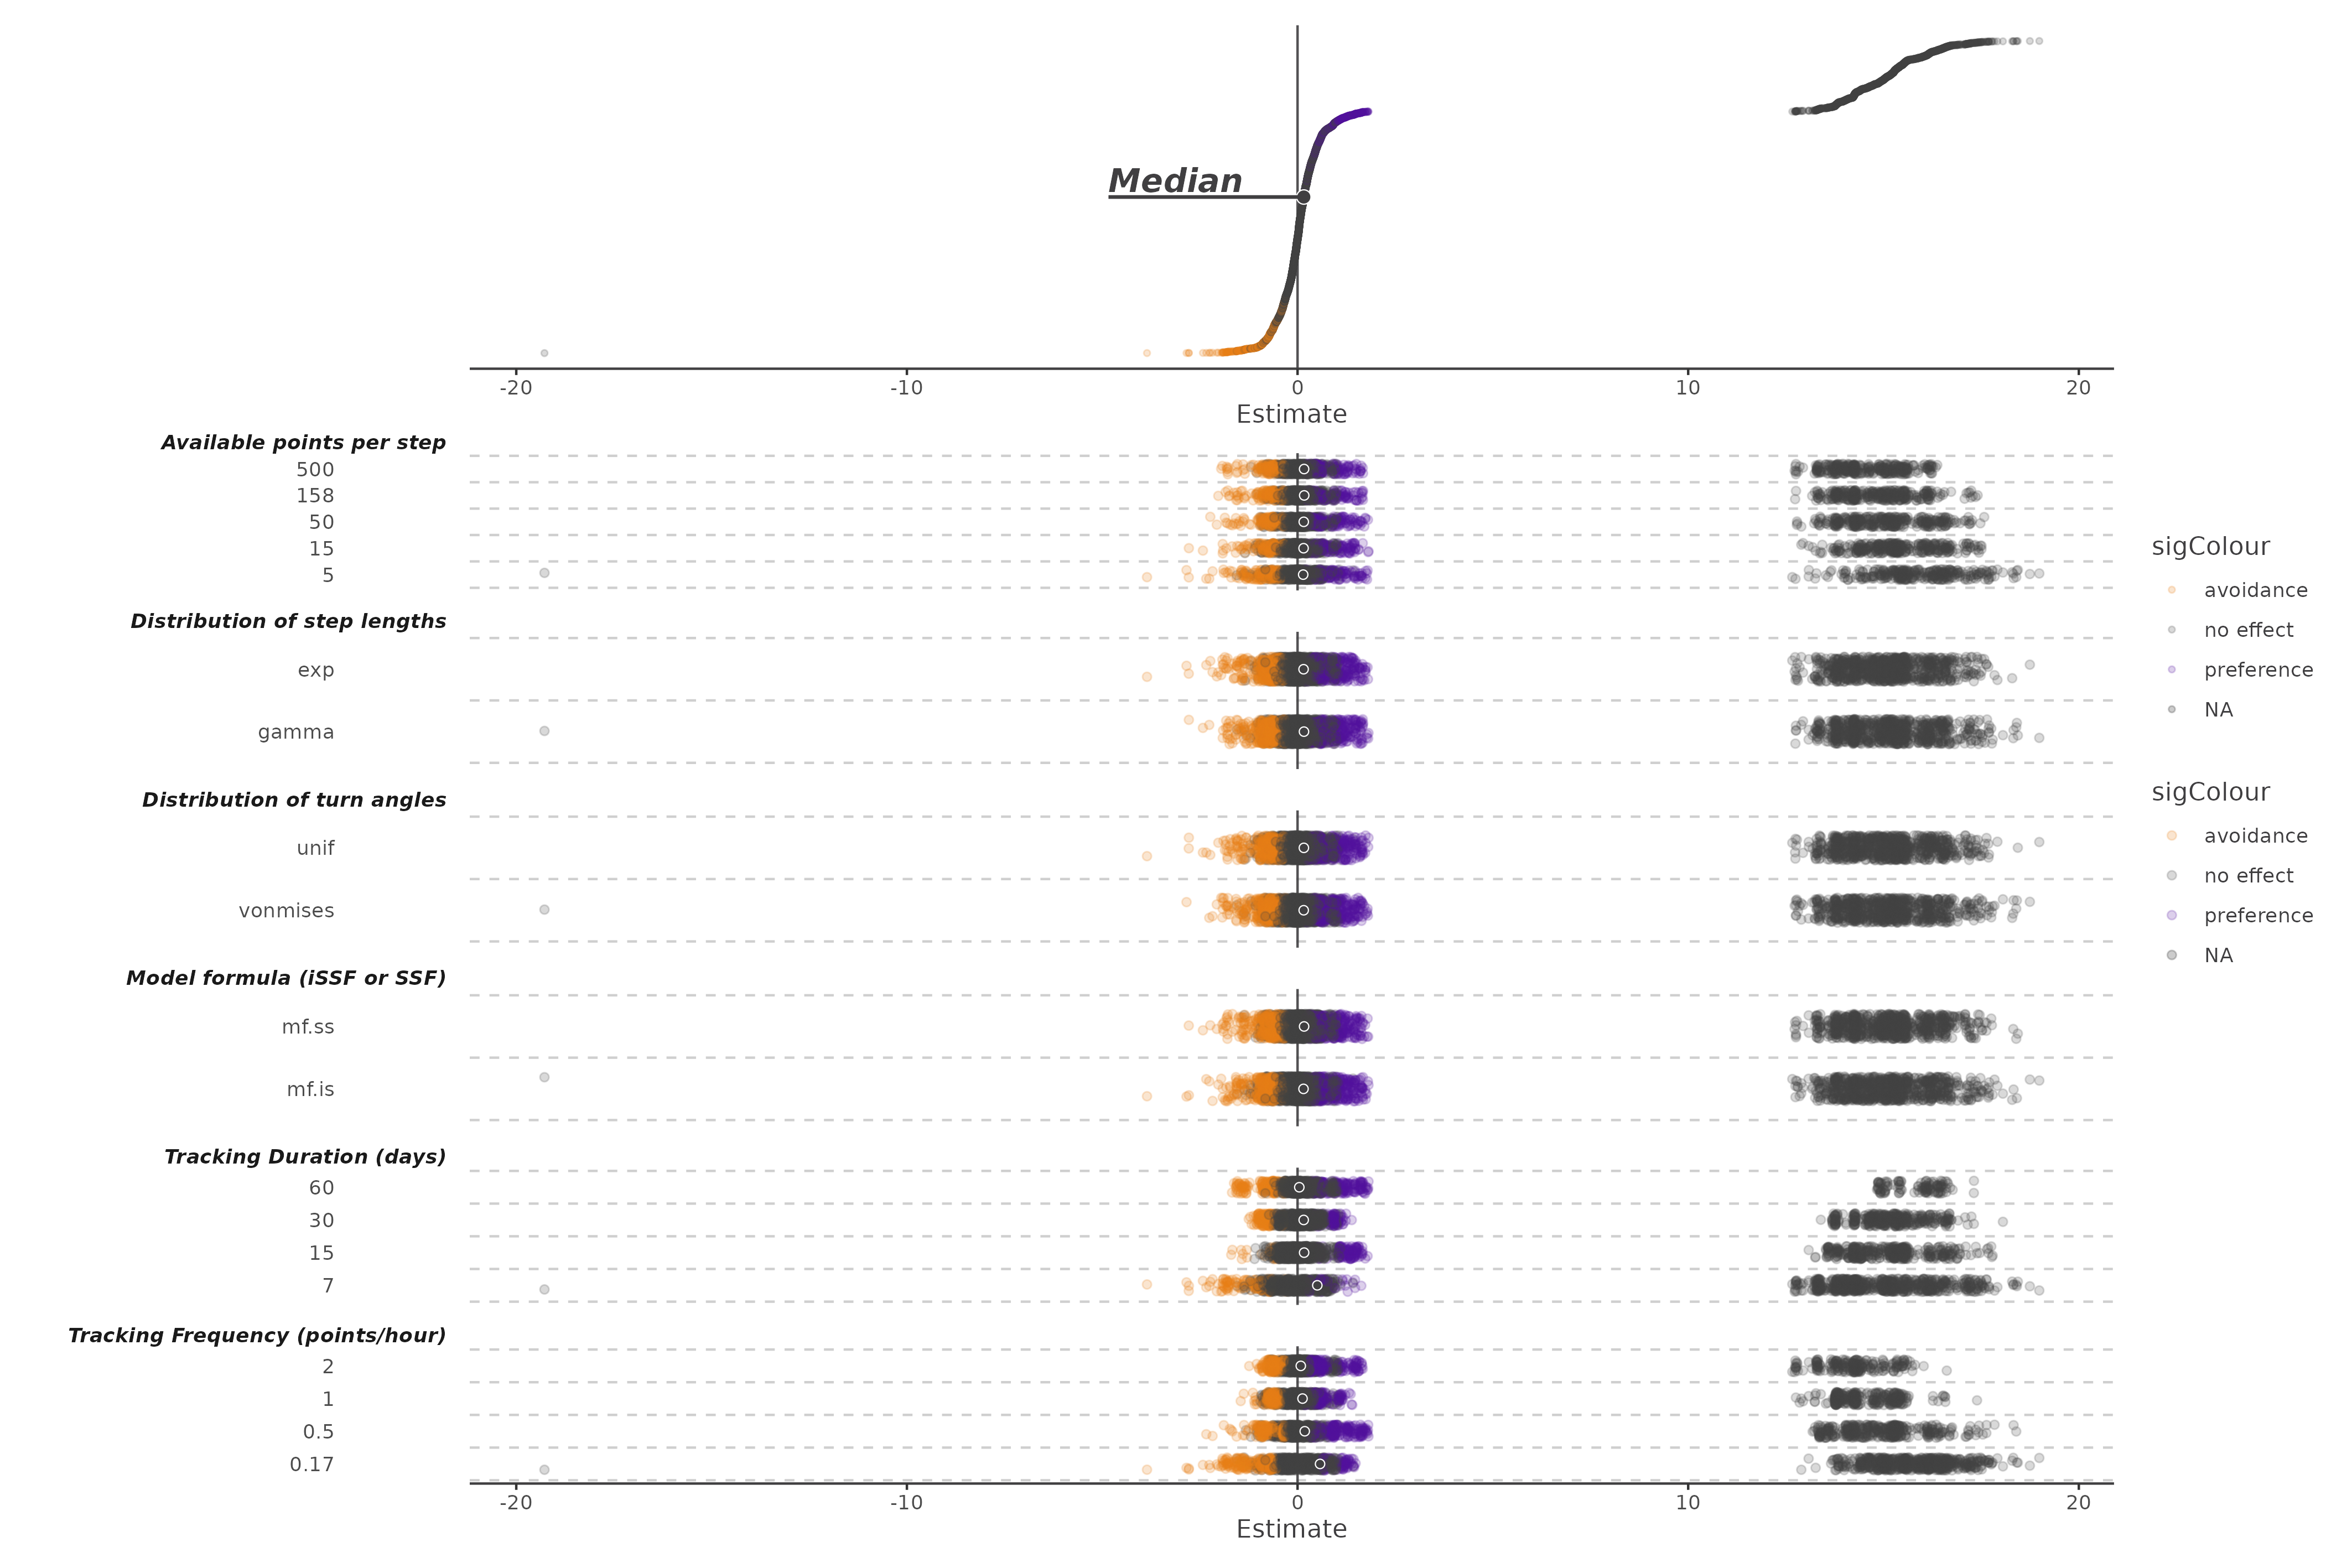 Median
-20 -10 0 10 20
Estimate
Available points per step
500
158
50
15
5
Distribution of step lengths
exp
gamma
Distribution of turn angles
unif
vonmises
Model formula (iSSF or SSF)
mf.ss
mf.is
Tracking Duration (days)
60
30
15
7
Tracking Frequency (points/hour)
2
1
0.5
0.17
-20 -10 0 10 20
Estimate
sigColour
avoidance
no effect
preference
NA
sigColour
avoidance
no effect
preference
NA